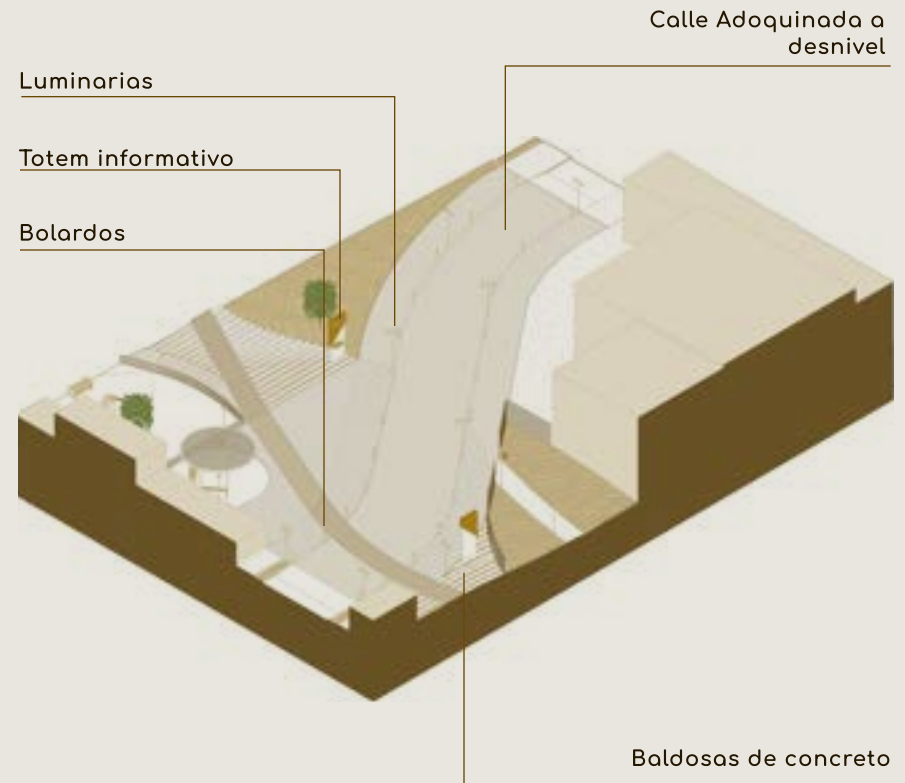 Calle Adoquinada a
desnivel
Luminarias
Totem informativo
Bolardos
Baldosas de concreto